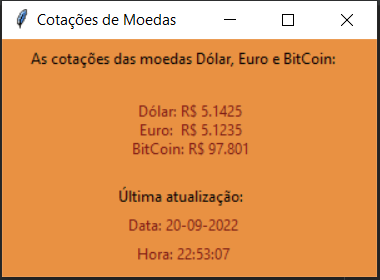 Cotações de Moedas
As cotações das moedas Dólar, Euro e BitCoin:
Dólar: R$ 5.1425
Euro: R$ 5.1235
BitCoin: R$ 97.801
Última atualização:
Data: 20-09-2022
Hora: 22:53:07